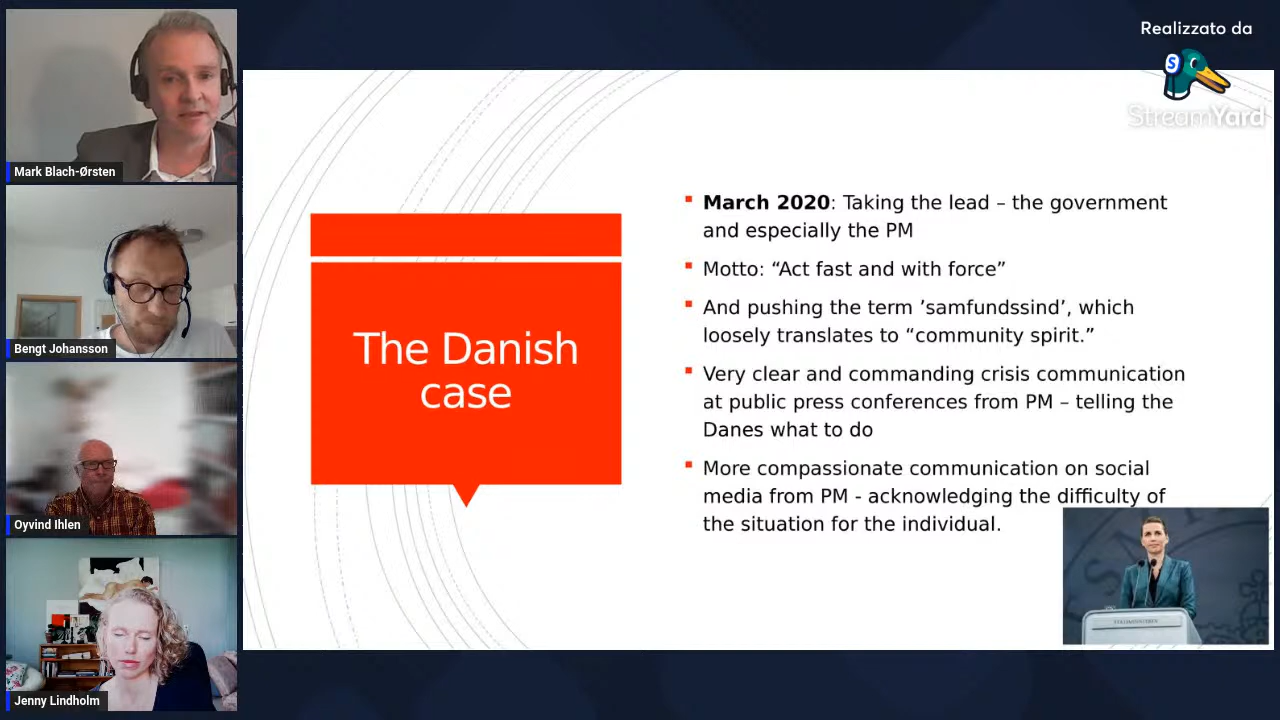 Realizzato da
S
StreamYard
Mark Blach-Ørsten
Bengt Johansson
Oyvind Ihlen
Jenny Lindholm
The Danish
case
March 2020: Taking the lead – the government
and especially the PM
Motto: “Act fast and with force”
And pushing the term ’samfundssind’, which
loosely translates to “community spirit.”
Very clear and commanding crisis communication
at public press conferences from PM – telling the
Danes what to do
More compassionate communication on social
media from PM - acknowledging the difficulty of
the situation for the individual.